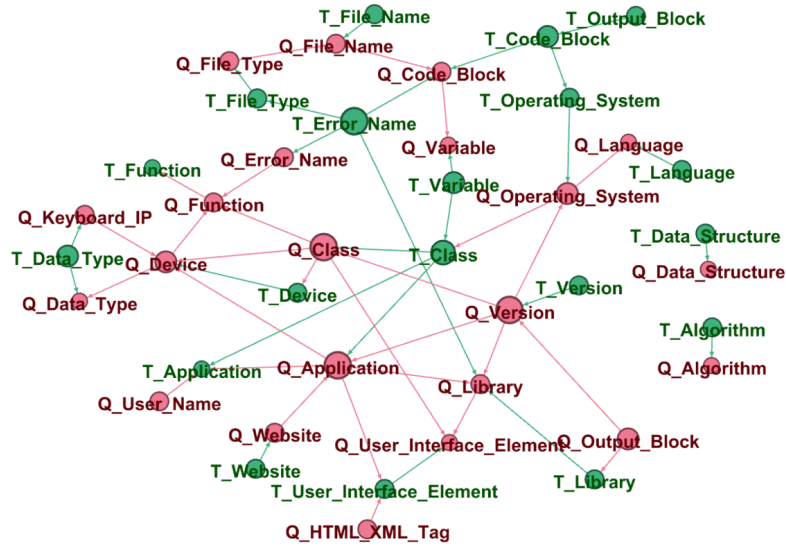 T_File_Name
T_Output_Block
Q_File_Name
T_Code_Block
Q_File_Type
Q_Code_Block
T_File_Type
T_Operating_System
T_Error_Name
Q_Variable
Q_Language
Q_Error_Name
T_Function
T_Language
T_Variable
Q_Operating_System
Q_Function
Q_Keyboard_IP
T_Data_Structure
Q_Class
T_Class
T_Data_Type
Q_Device
Q_Data_Structure
T_Device
T_Version
Q_Data_Type
Q_Version
T_Algorithm
T_Application
Q_Application
Q_Algorithm
Q_Library
Q_User_Name
Q_Website
Q_User_Interface_Element
Q_Output_Block
T_Website
T_Library
T_User_Interface_Element
Q_HTML_XML_Tag